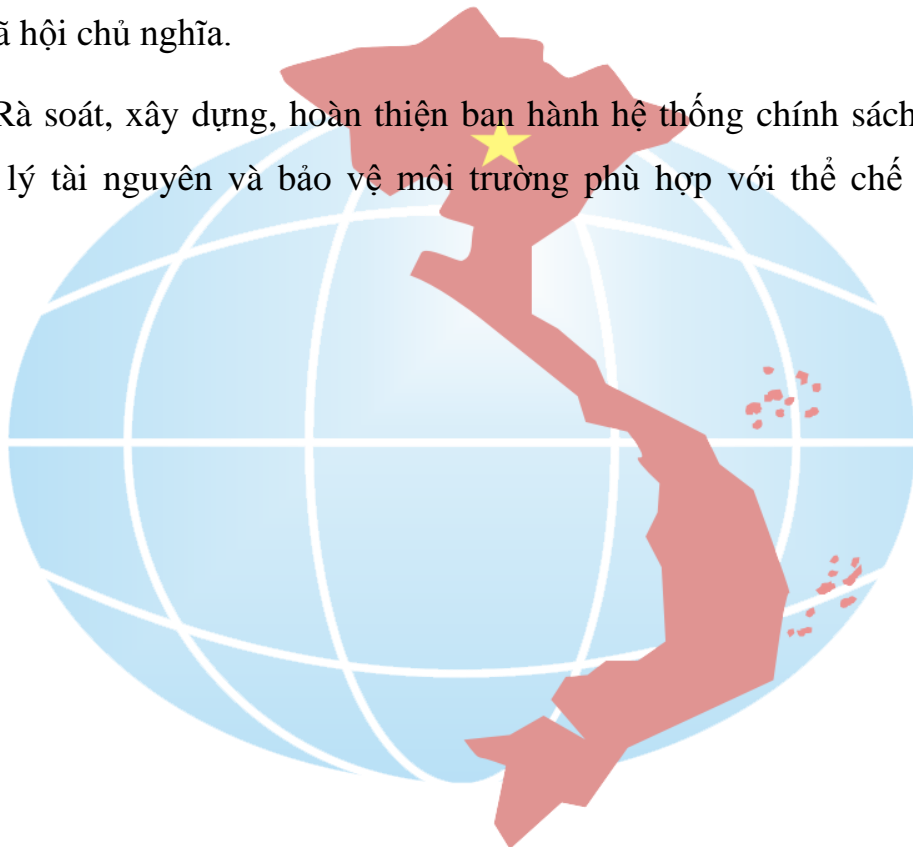 ã hội chủ nghĩa.
Rà soát, xây dựng, hoàn thiện ban hành hệ thống chính sách
lý tài nguyên và bảo vệ môi trường phù hợp với thể chế